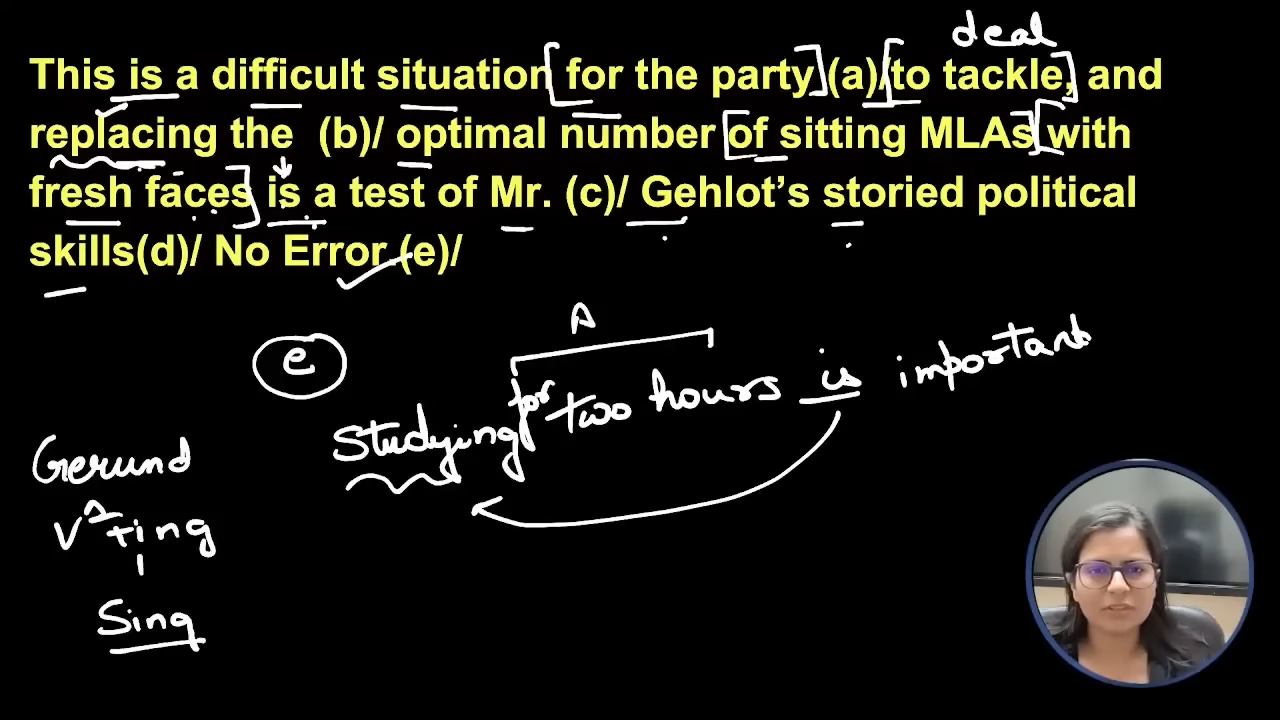 deal
This is a difficult situation for the party (a)/to tackle, and
replacing the (b)/ optimal number of sitting MLAs with
fresh faces is a test of Mr. (c)/ Gehlot's storied political
skills(d)/ No Error (e)/
A
e
Studying for two hours is important
Gerund
V^1+ing
Sing